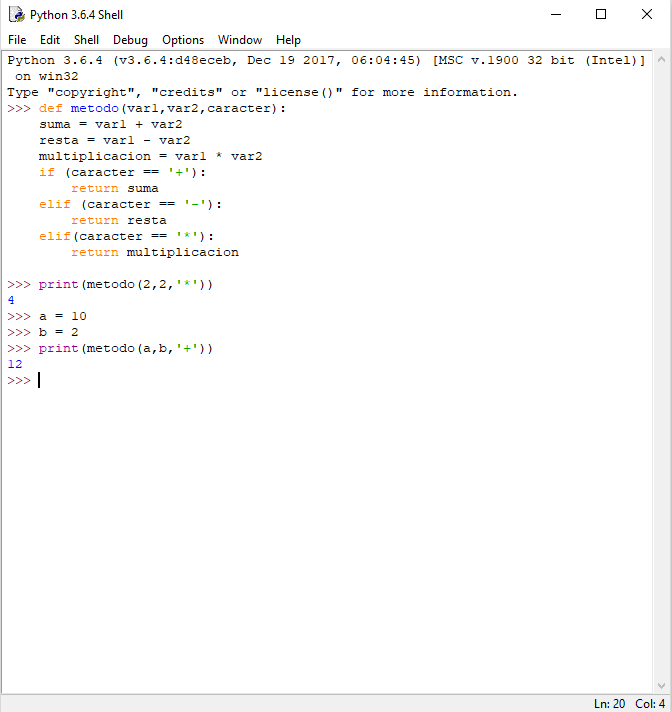 Python 3.6.4 Shell
File Edit Shell Debug Options Window Help
Python 3.6.4 (v3.6.4:d48eceb, Dec 19 2017, 06:04:45) [MSC v.1900 32 bit (Intel)]
 on win32
Type "copyright", "credits" or "license()" for more information.
>>> def metodo(var1,var2,caracter):
    suma = var1 + var2
    resta = var1 - var2
    multiplicacion = var1 * var2
    if (caracter == '+'):
        return suma
    elif (caracter == '-'):
        return resta
    elif(caracter == '*'):
        return multiplicacion
>>> print(metodo(2,2,'*'))
4
>>> a = 10
>>> b = 2
>>> print(metodo(a,b,'+'))
12
>>>
Ln: 20 Col: 4